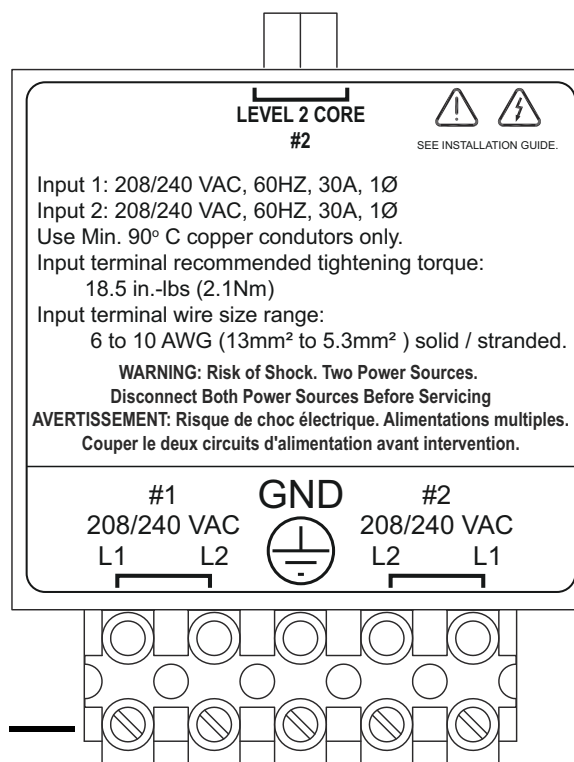 LEVEL 2 CORE
#2
SEE INSTALLATION GUIDE.
Input 1: 208/240 VAC, 60HZ, 30A, 1Ø
Input 2: 208/240 VAC, 60HZ, 30A, 1Ø
Use Min. 90° C copper condutors only.
Input terminal recommended tightening torque:
18.5 in.-lbs (2.1Nm)
Input terminal wire size range:
6 to 10 AWG (13mm² to 5.3mm² ) solid / stranded.
WARNING: Risk of Shock. Two Power Sources.
Disconnect Both Power Sources Before Servicing
AVERTISSEMENT: Risque de choc électrique. Alimentations multiples.
Couper le deux circuits d'alimentation avant intervention.
#1 GND #2
208/240 VAC 208/240 VAC
L1 L2 L2 L1